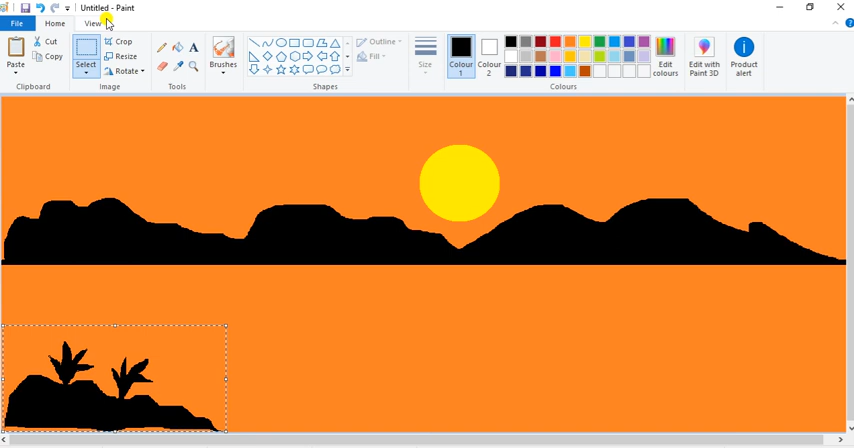 Untitled - Paint
File Home View
Paste
Cut
Copy
Clipboard
Select
Crop
Resize
Rotate
Image
A
Tools
Brushes
Outline
Fill
Shapes
Size
Colour 1
Colour 2
Edit colours
Colours
Edit with Paint 3D
Product alert